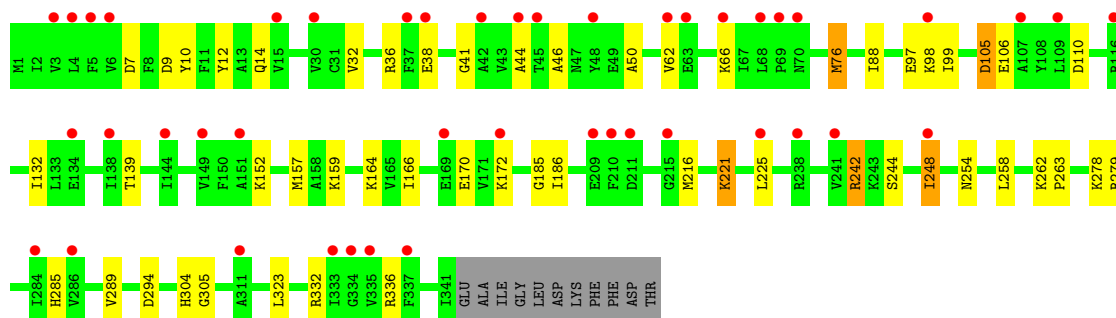 M1 I2 V3 L4 F5 V6 D7 F8 D9 Y10 F11 Y12 A13 Q14 V15 V30 C31 V32 R36 F37 E38 G41 A42 V43 A44 T45 A46 N47 Y48 E49 A50 V62 E63 K66 I67 L68 P69 N70 M76 I88 E97 K98 I99 D105 E106 A107 Y108 L109 D110
I132 L133 E134 I138 T139 I144 V149 F150 A151 K152 M157 A158 K159 K164 V165 I166 E169 E170 V171 K172 G185 I186 E209 F210 D211 G215 M216 K221 L225 R238 V241 R242 K243 S244 I248 N254 L258 K262 P263 K278
I284 H285 V286 V289 D294 H304 G305 A311 L323 R332 I333 G334 V335 R336 F337 I341 GLU ALA ILE GLY LEU ASP LYS PHE PHE ASP THR